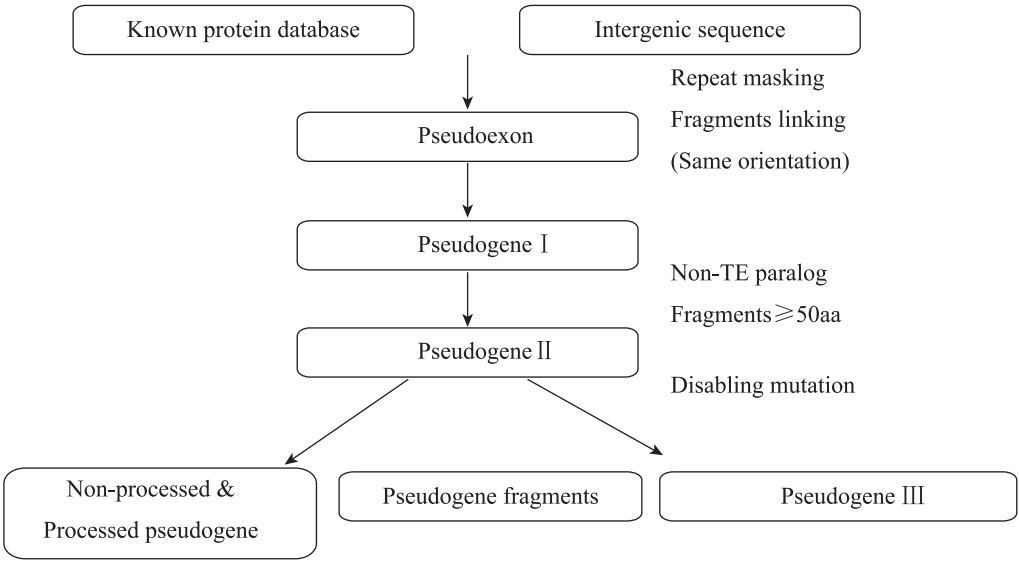 Known protein database
Intergenic sequence
Repeat masking
Fragments linking
Pseudoexon
(Same orientation)
Pseudogene Ⅰ
Non-TE paralog
Fragments⩾50aa
Pseudogene Ⅱ
Disabling mutation
Non-processed &
Processed pseudogene
Pseudogene fragments
Pseudogene Ⅲ